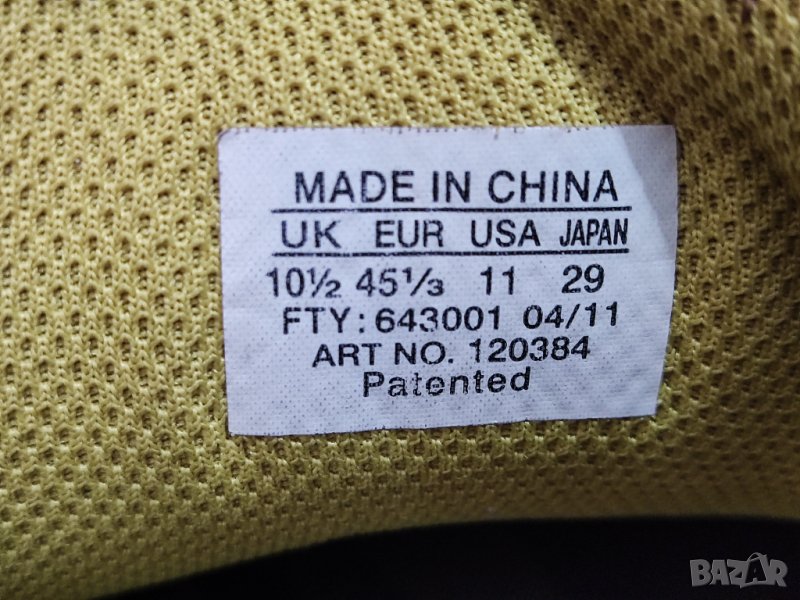 MADE IN CHINA
UK EUR USA JAPAN
10½ 45⅓ 11 29
FTY: 643001 04/11
ART NO. 120384
Patented
BAZAR